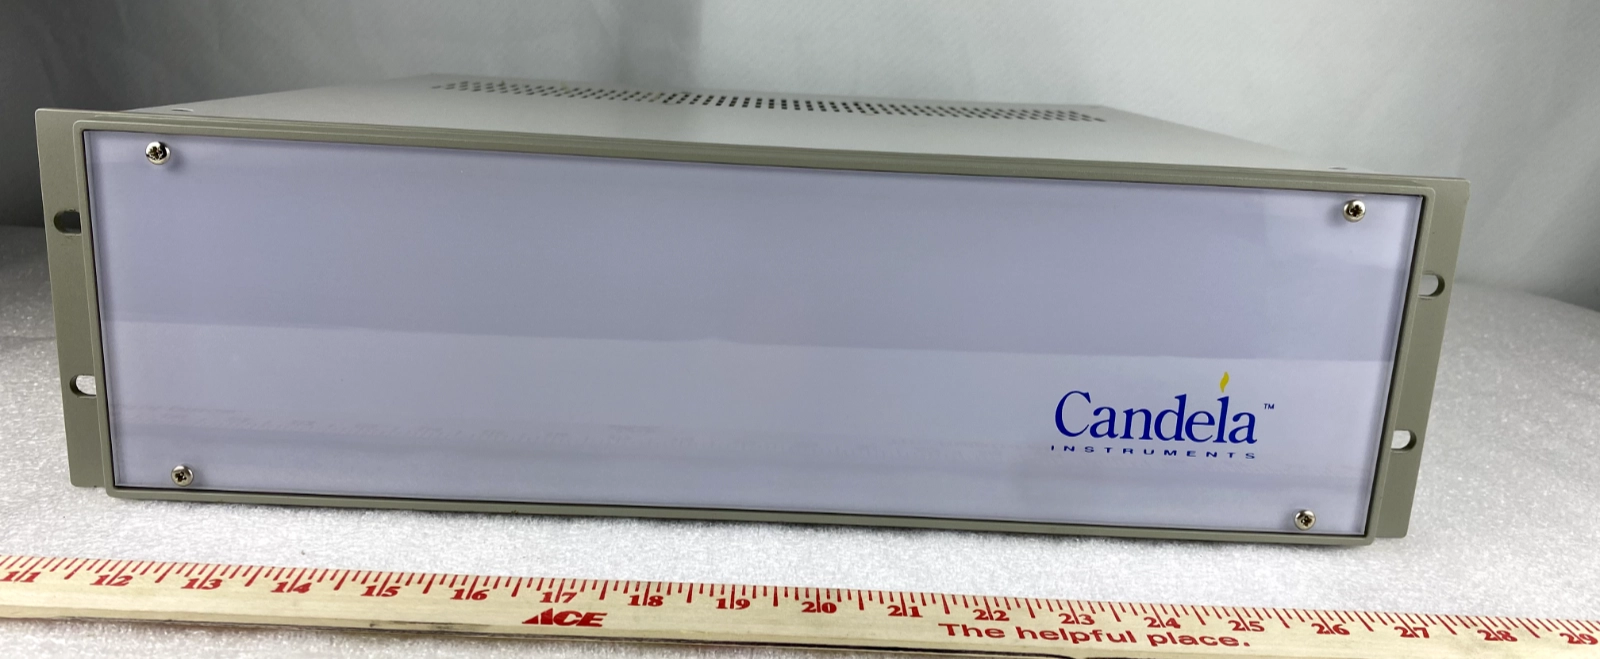 Candela™
INSTRUMENTS
11 12 13 14 15 16 17 18 19 20 21 22 23 24 25 26 27 28 29
ACE
The helpful place.